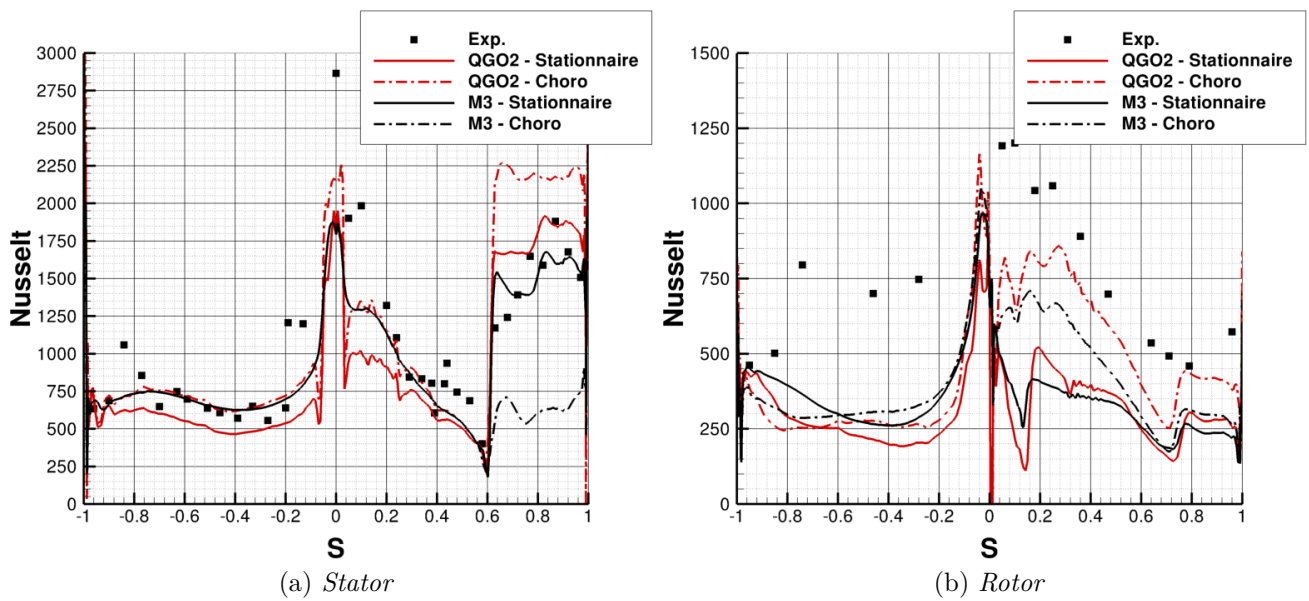 Exp.
QGO2 - Stationnaire
QGO2 - Choro
M3 - Stationnaire
M3 - Choro
3000
2750
2500
2250
2000
1750
1500
1250
1000
750
500
250
0
Nusselt
-1 -0.8 -0.6 -0.4 -0.2 0 0.2 0.4 0.6 0.8 1
S
(a) Stator
Exp.
QGO2 - Stationnaire
QGO2 - Choro
M3 - Stationnaire
M3 - Choro
1500
1250
1000
750
500
250
0
Nusselt
-1 -0.8 -0.6 -0.4 -0.2 0 0.2 0.4 0.6 0.8 1
S
(b) Rotor